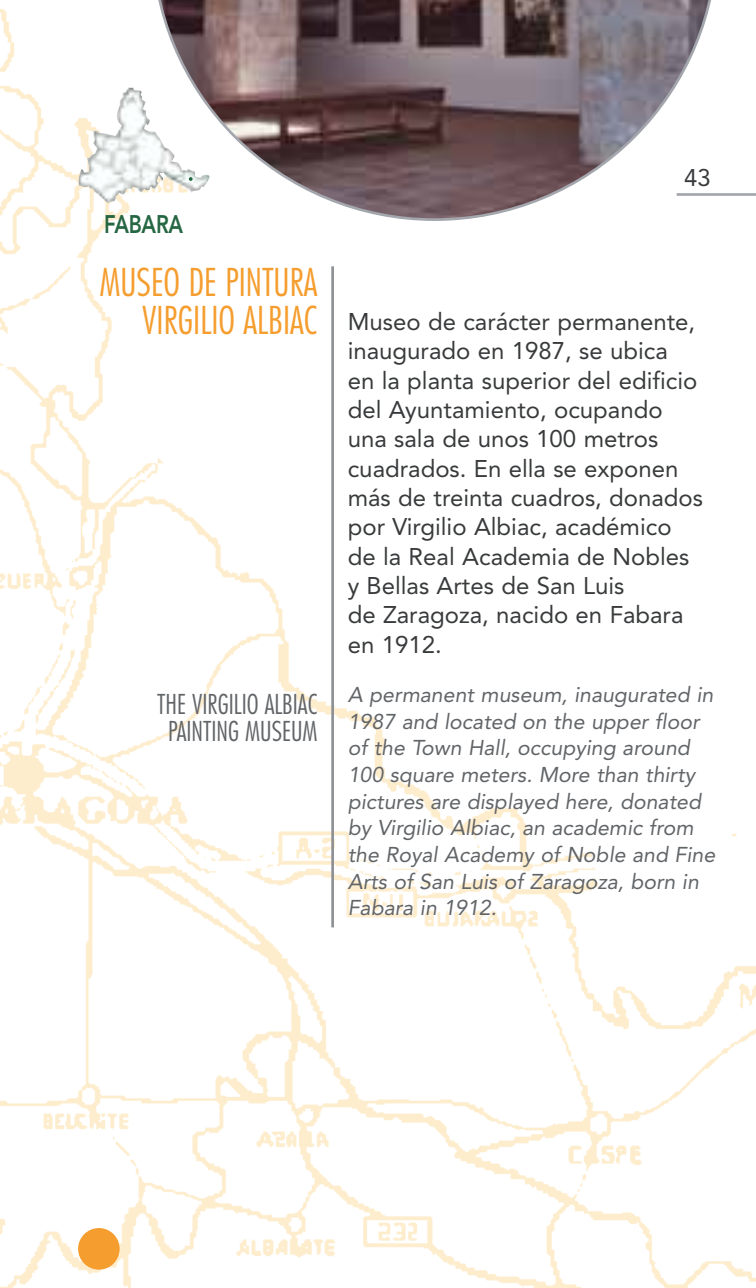 43
FABARA
MUSEO DE PINTURA
VIRGILIO ALBIAC
Museo de carácter permanente,
inaugurado en 1987, se ubica
en la planta superior del edificio
del Ayuntamiento, ocupando
una sala de unos 100 metros
cuadrados. En ella se exponen
más de treinta cuadros, donados
por Virgilio Albiac, académico
de la Real Academia de Nobles
y Bellas Artes de San Luis
de Zaragoza, nacido en Fabara
en 1912.
THE VIRGILIO ALBIAC
PAINTING MUSEUM
A permanent museum, inaugurated in
1987 and located on the upper floor
of the Town Hall, occupying around
100 square meters. More than thirty
pictures are displayed here, donated
by Virgilio Albiac, an academic from
the Royal Academy of Noble and Fine
Arts of San Luis of Zaragoza, born in
Fabara in 1912.
ARAGOZA
A-2
BELCHITE
AZAILA
CASPE
ALBALATE
232